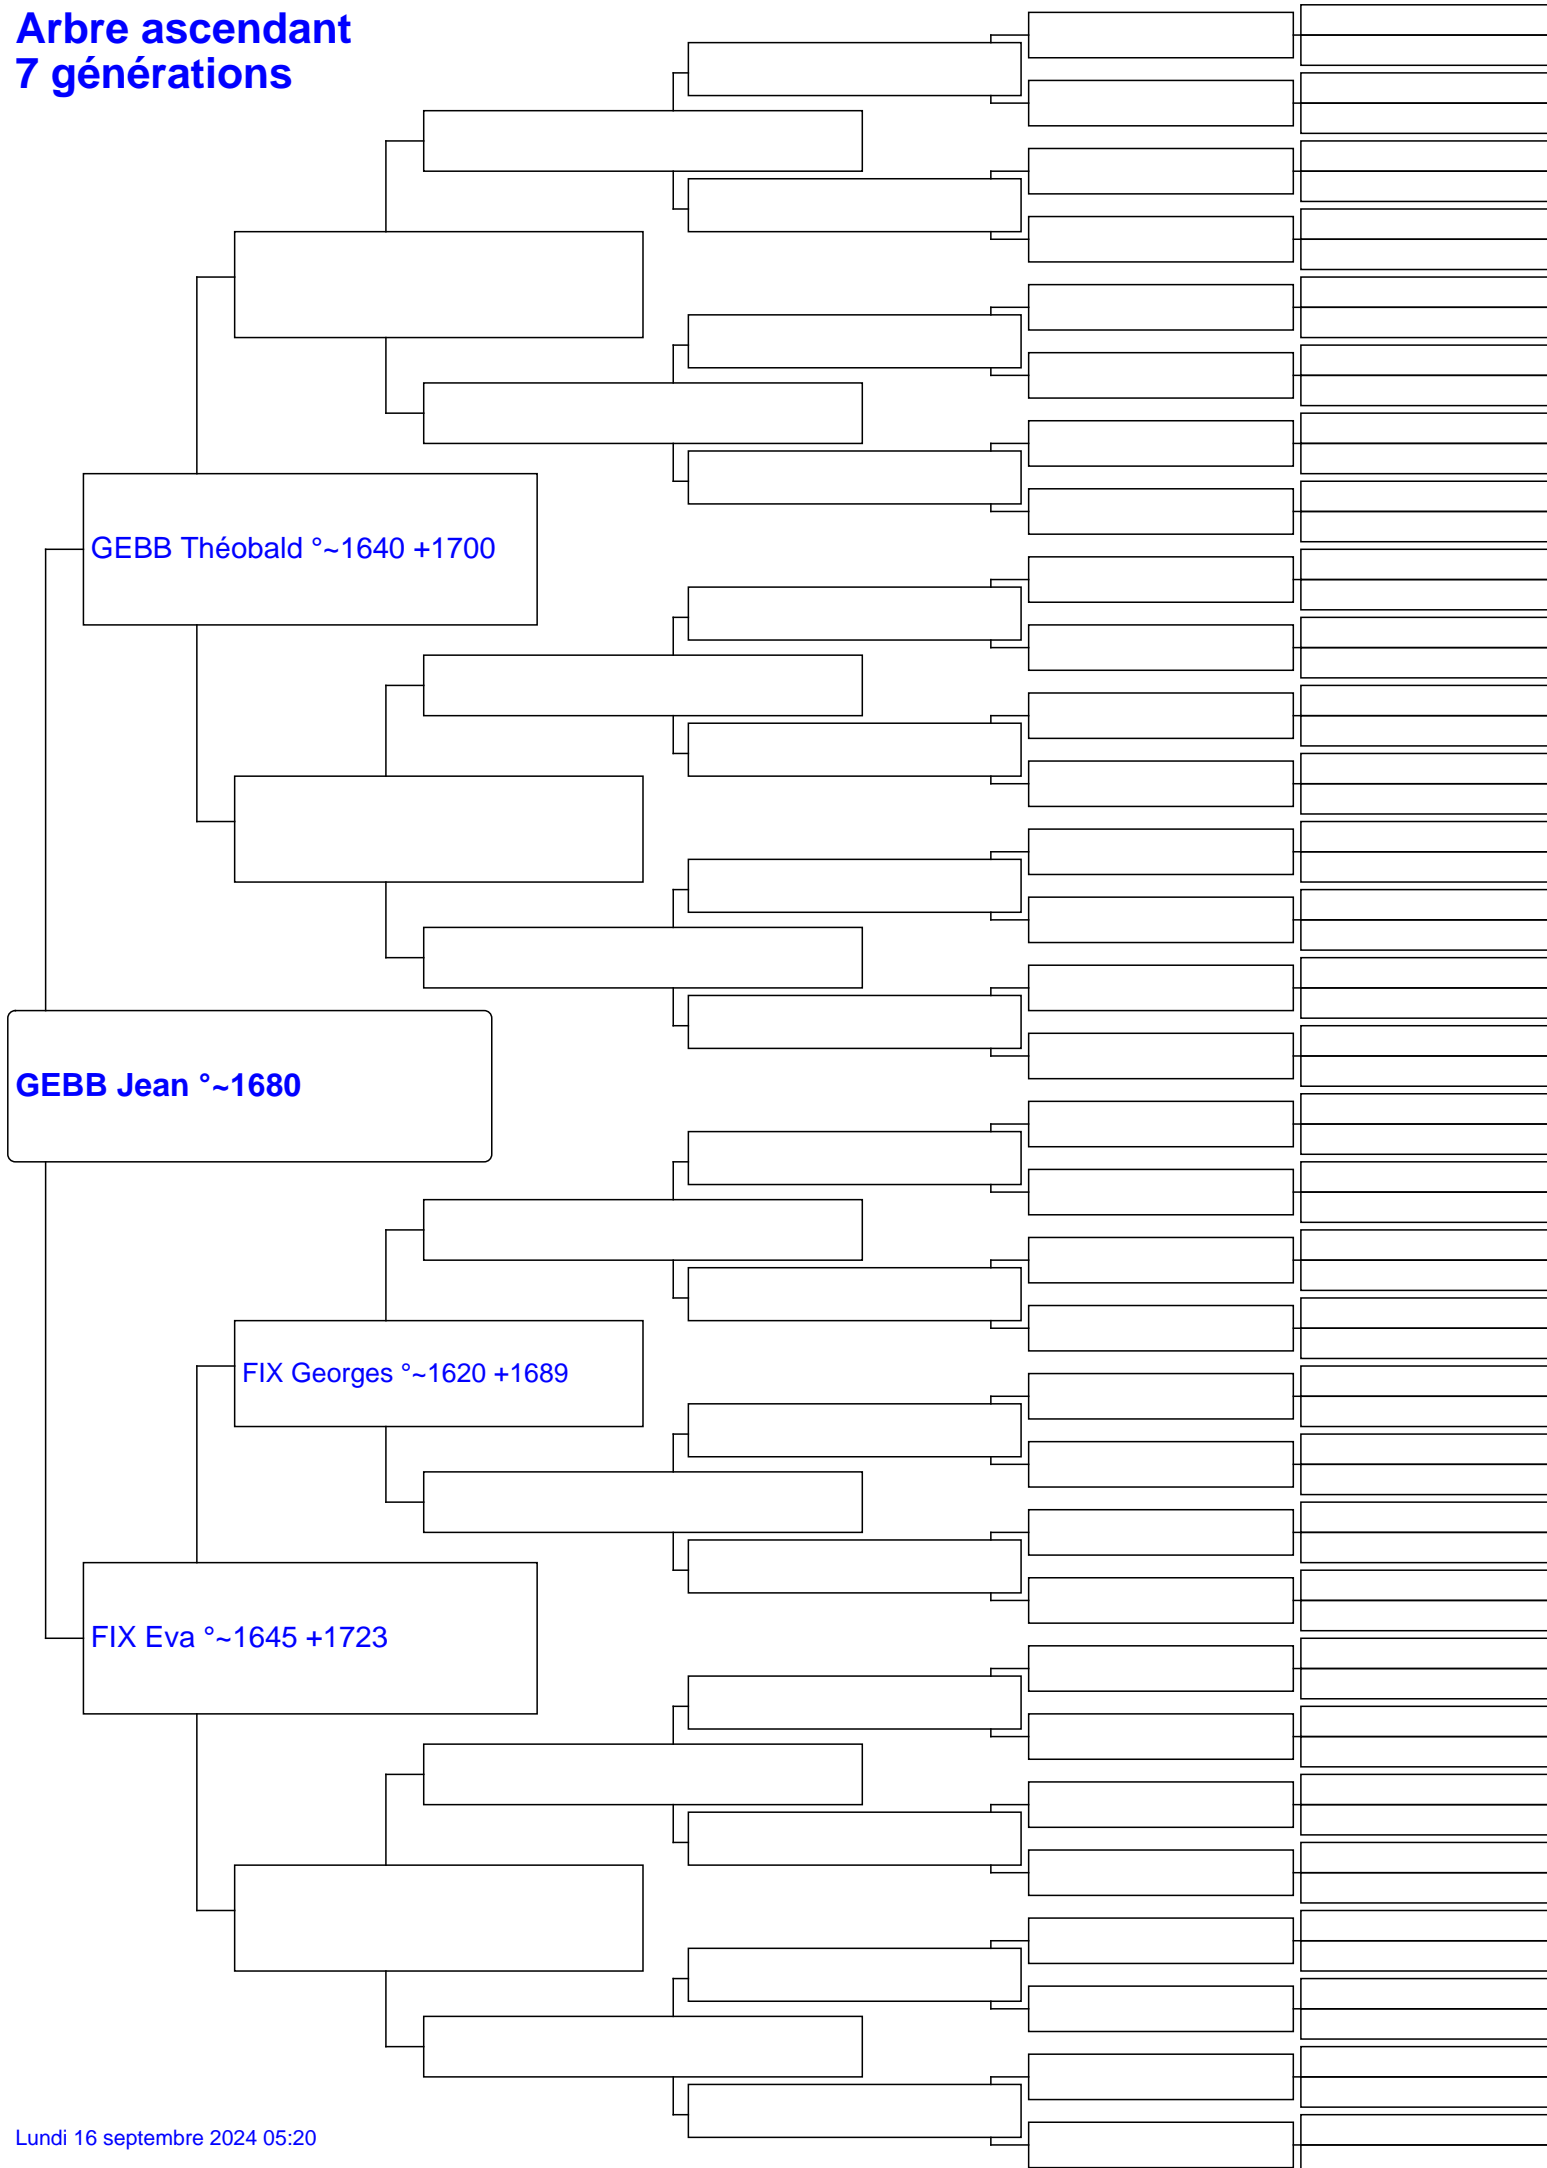 Arbre ascendant
7 générations
GEBB Théobald °~1640 +1700
GEBB Jean °~1680
FIX Georges °~1620 +1689
FIX Eva °~1645 +1723
Lundi 16 septembre 2024 05:20